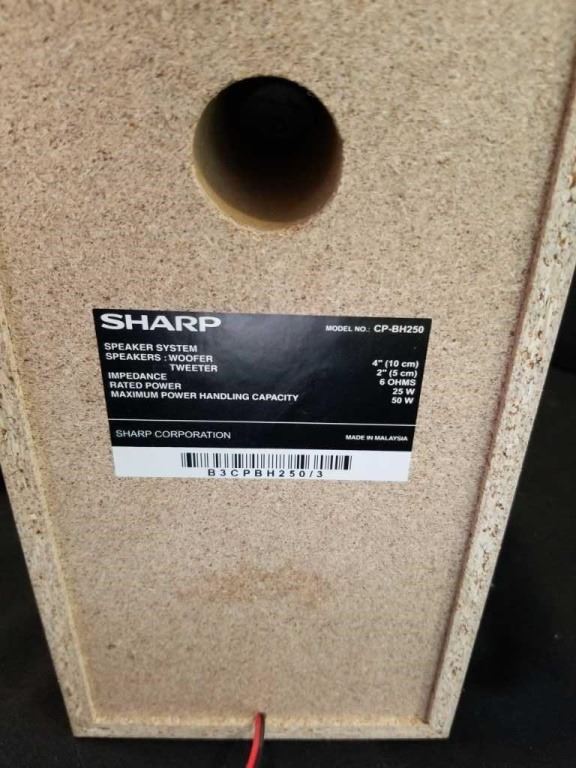 SHARP MODEL NO.: CP-BH250
SPEAKER SYSTEM
SPEAKERS : WOOFER 4" (10 cm)
TWEETER 2" (5 cm)
IMPEDANCE 6 OHMS
RATED POWER 25 W
MAXIMUM POWER HANDLING CAPACITY 50 W
SHARP CORPORATION MADE IN MALAYSIA
B3CPBH250/3